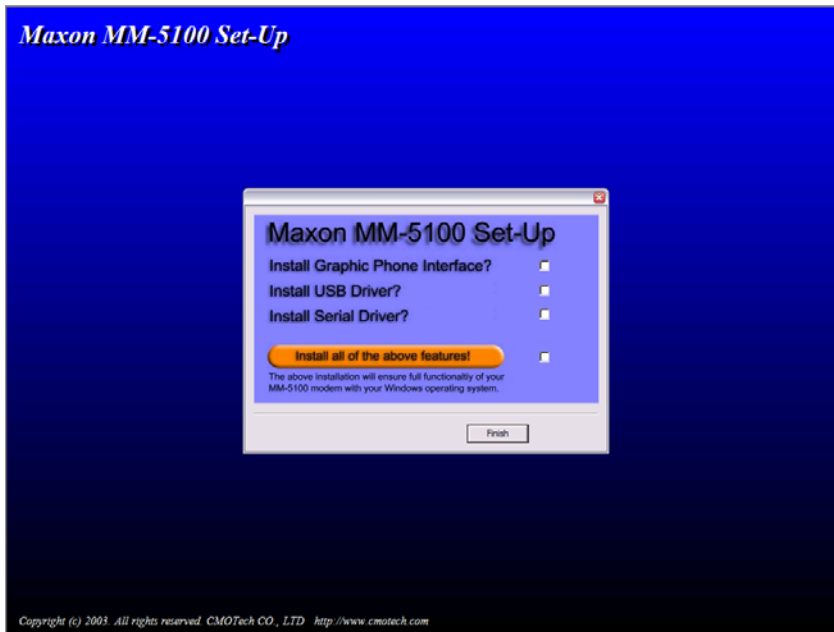 Maxon MM-5100 Set-Up
Maxon MM-5100 Set-Up
Install Graphic Phone Interface?
Install USB Driver?
Install Serial Driver?
Install all of the above features!
The above installation will ensure full functionaltiy of your
MM-5100 modem with your Windows operating system.
Finish
Copyright (c) 2003. All rights reserved. CMOTech CO., LTD http://www.cmotech.com